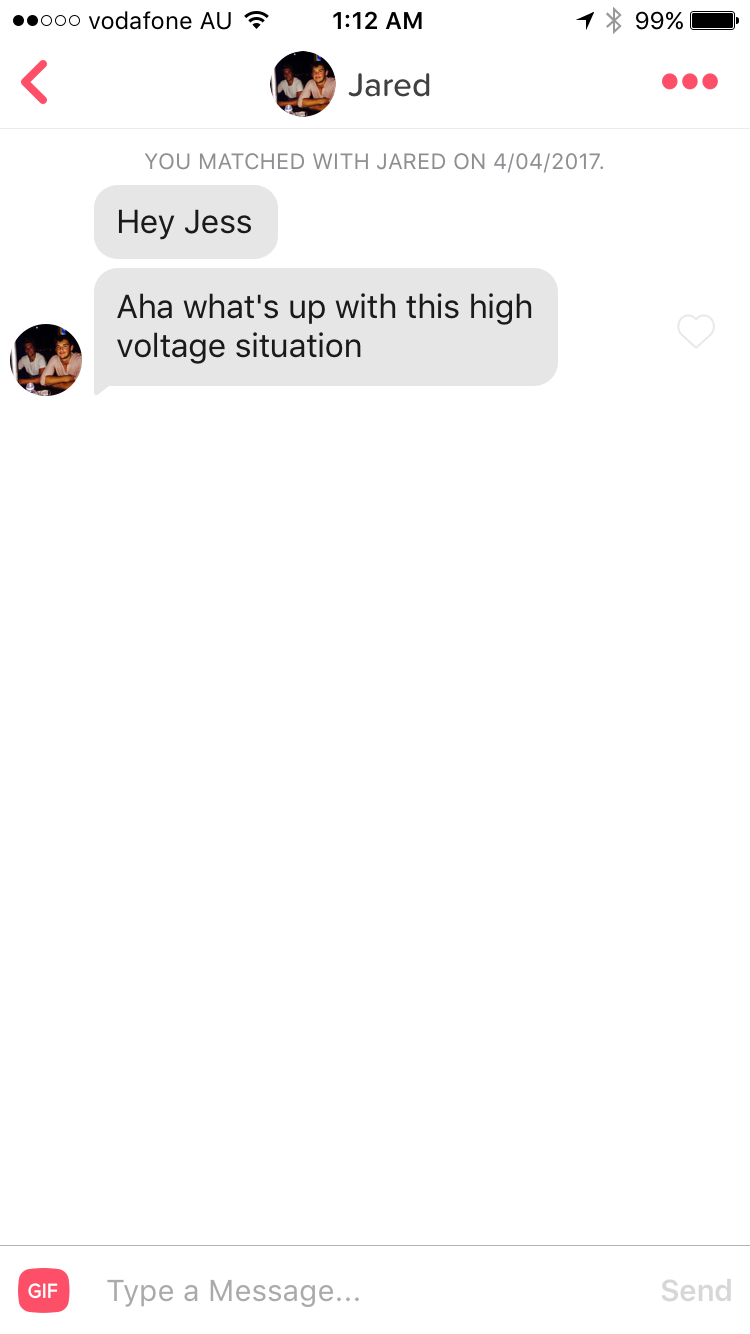 vodafone AU 1:12 AM 99%
Jared
YOU MATCHED WITH JARED ON 4/04/2017.
Hey Jess
Aha what's up with this high
voltage situation
GIF Type a Message... Send